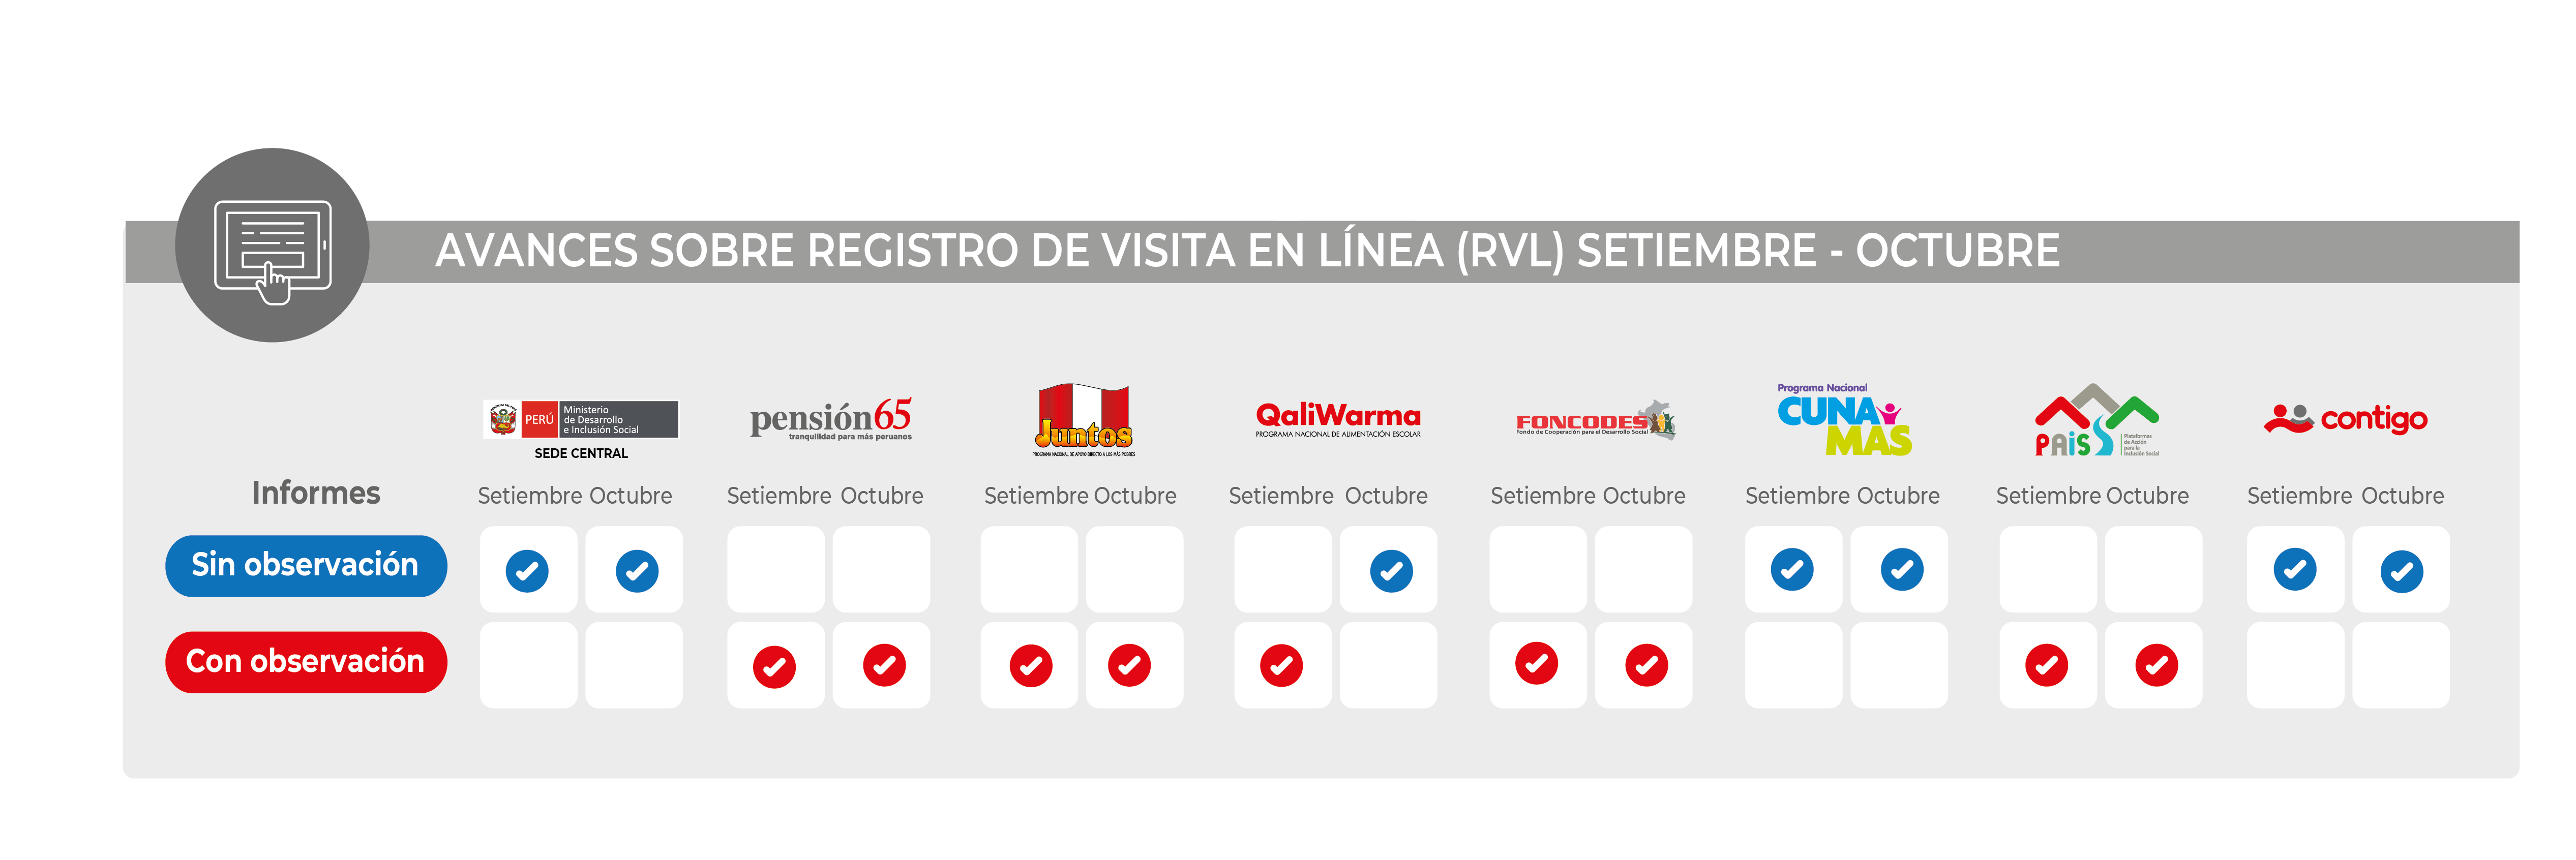 AVANCES SOBRE REGISTRO DE VISITA EN LÍNEA (RVL) SETIEMBRE - OCTUBRE
PERÚ
Ministerio
de Desarrollo
e Inclusión Social
SEDE CENTRAL
pensión65
tranquilidad para más peruanos
Juntos
PROGRAMA NACIONAL DE APOYO DIRECTO A LOS MÁS POBRES
QaliWarma
PROGRAMA NACIONAL DE ALIMENTACIÓN ESCOLAR
FONCODES
Fondo de Cooperación para el Desarrollo Social
Programa Nacional
CUNA
MAS
PAiS
Plataformas
de Acción
para la
Inclusión Social
contigo
Informes
Setiembre Octubre
Setiembre Octubre
Setiembre Octubre
Setiembre Octubre
Setiembre Octubre
Setiembre Octubre
Setiembre Octubre
Setiembre Octubre
Sin observación
Con observación